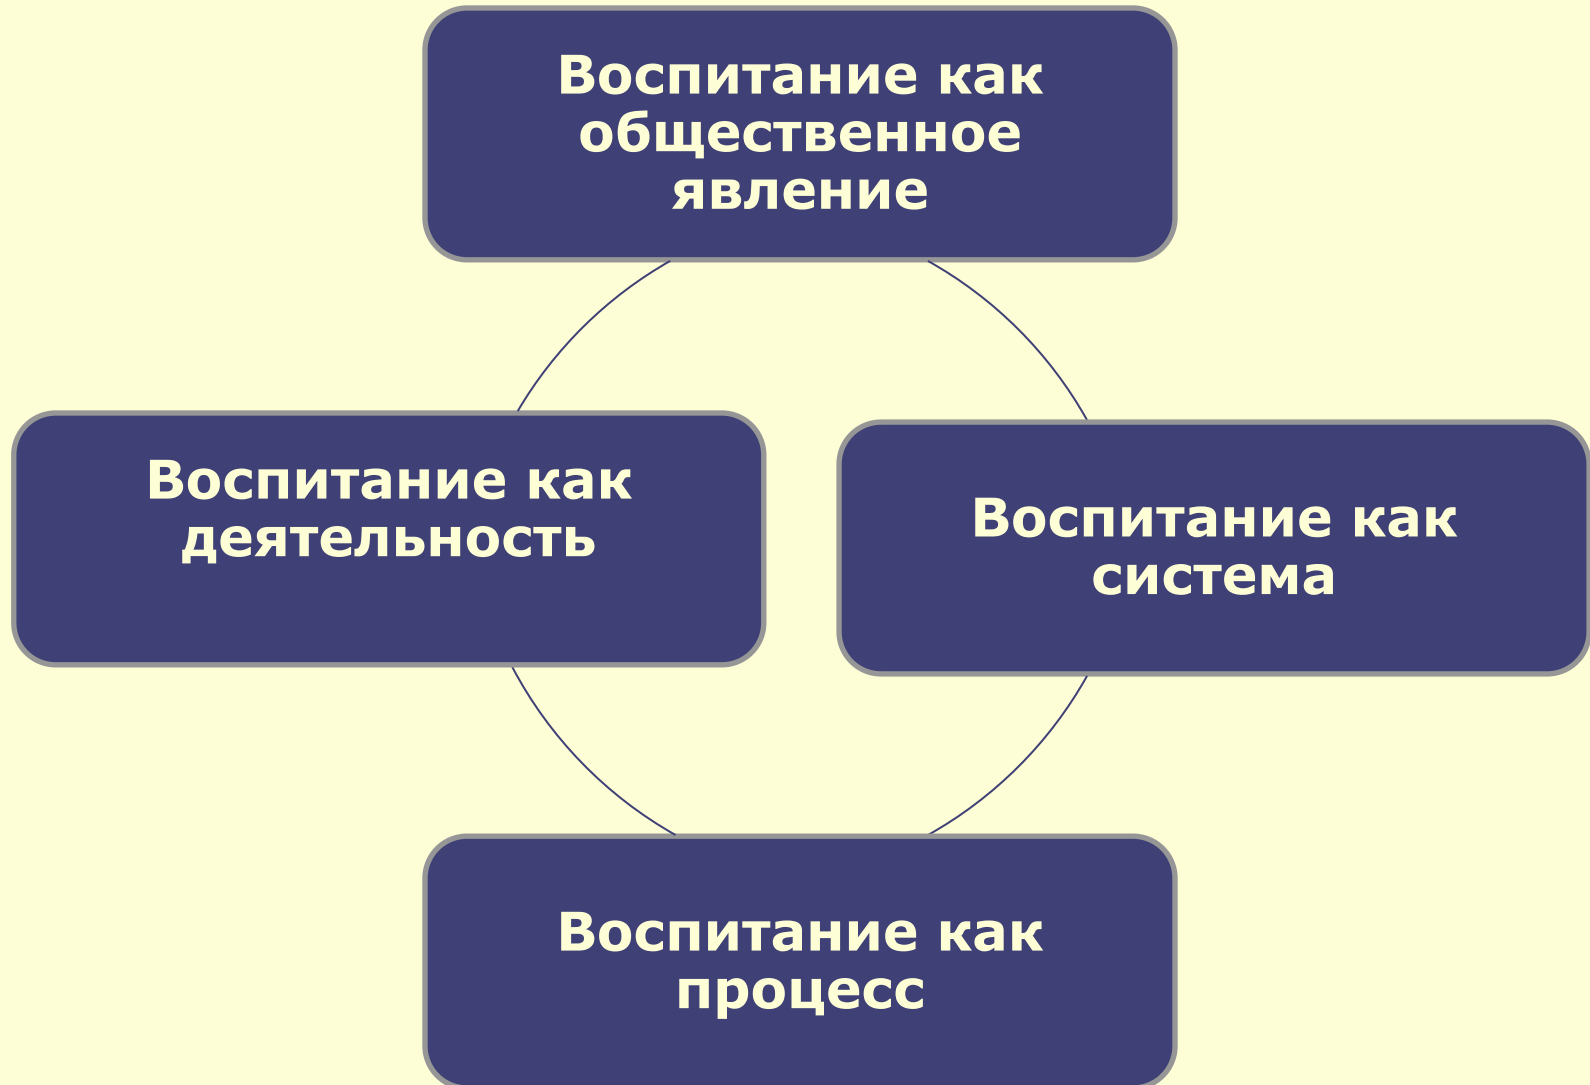 Воспитание как
общественное
явление
Воспитание как
деятельность
Воспитание как
система
Воспитание как
процесс